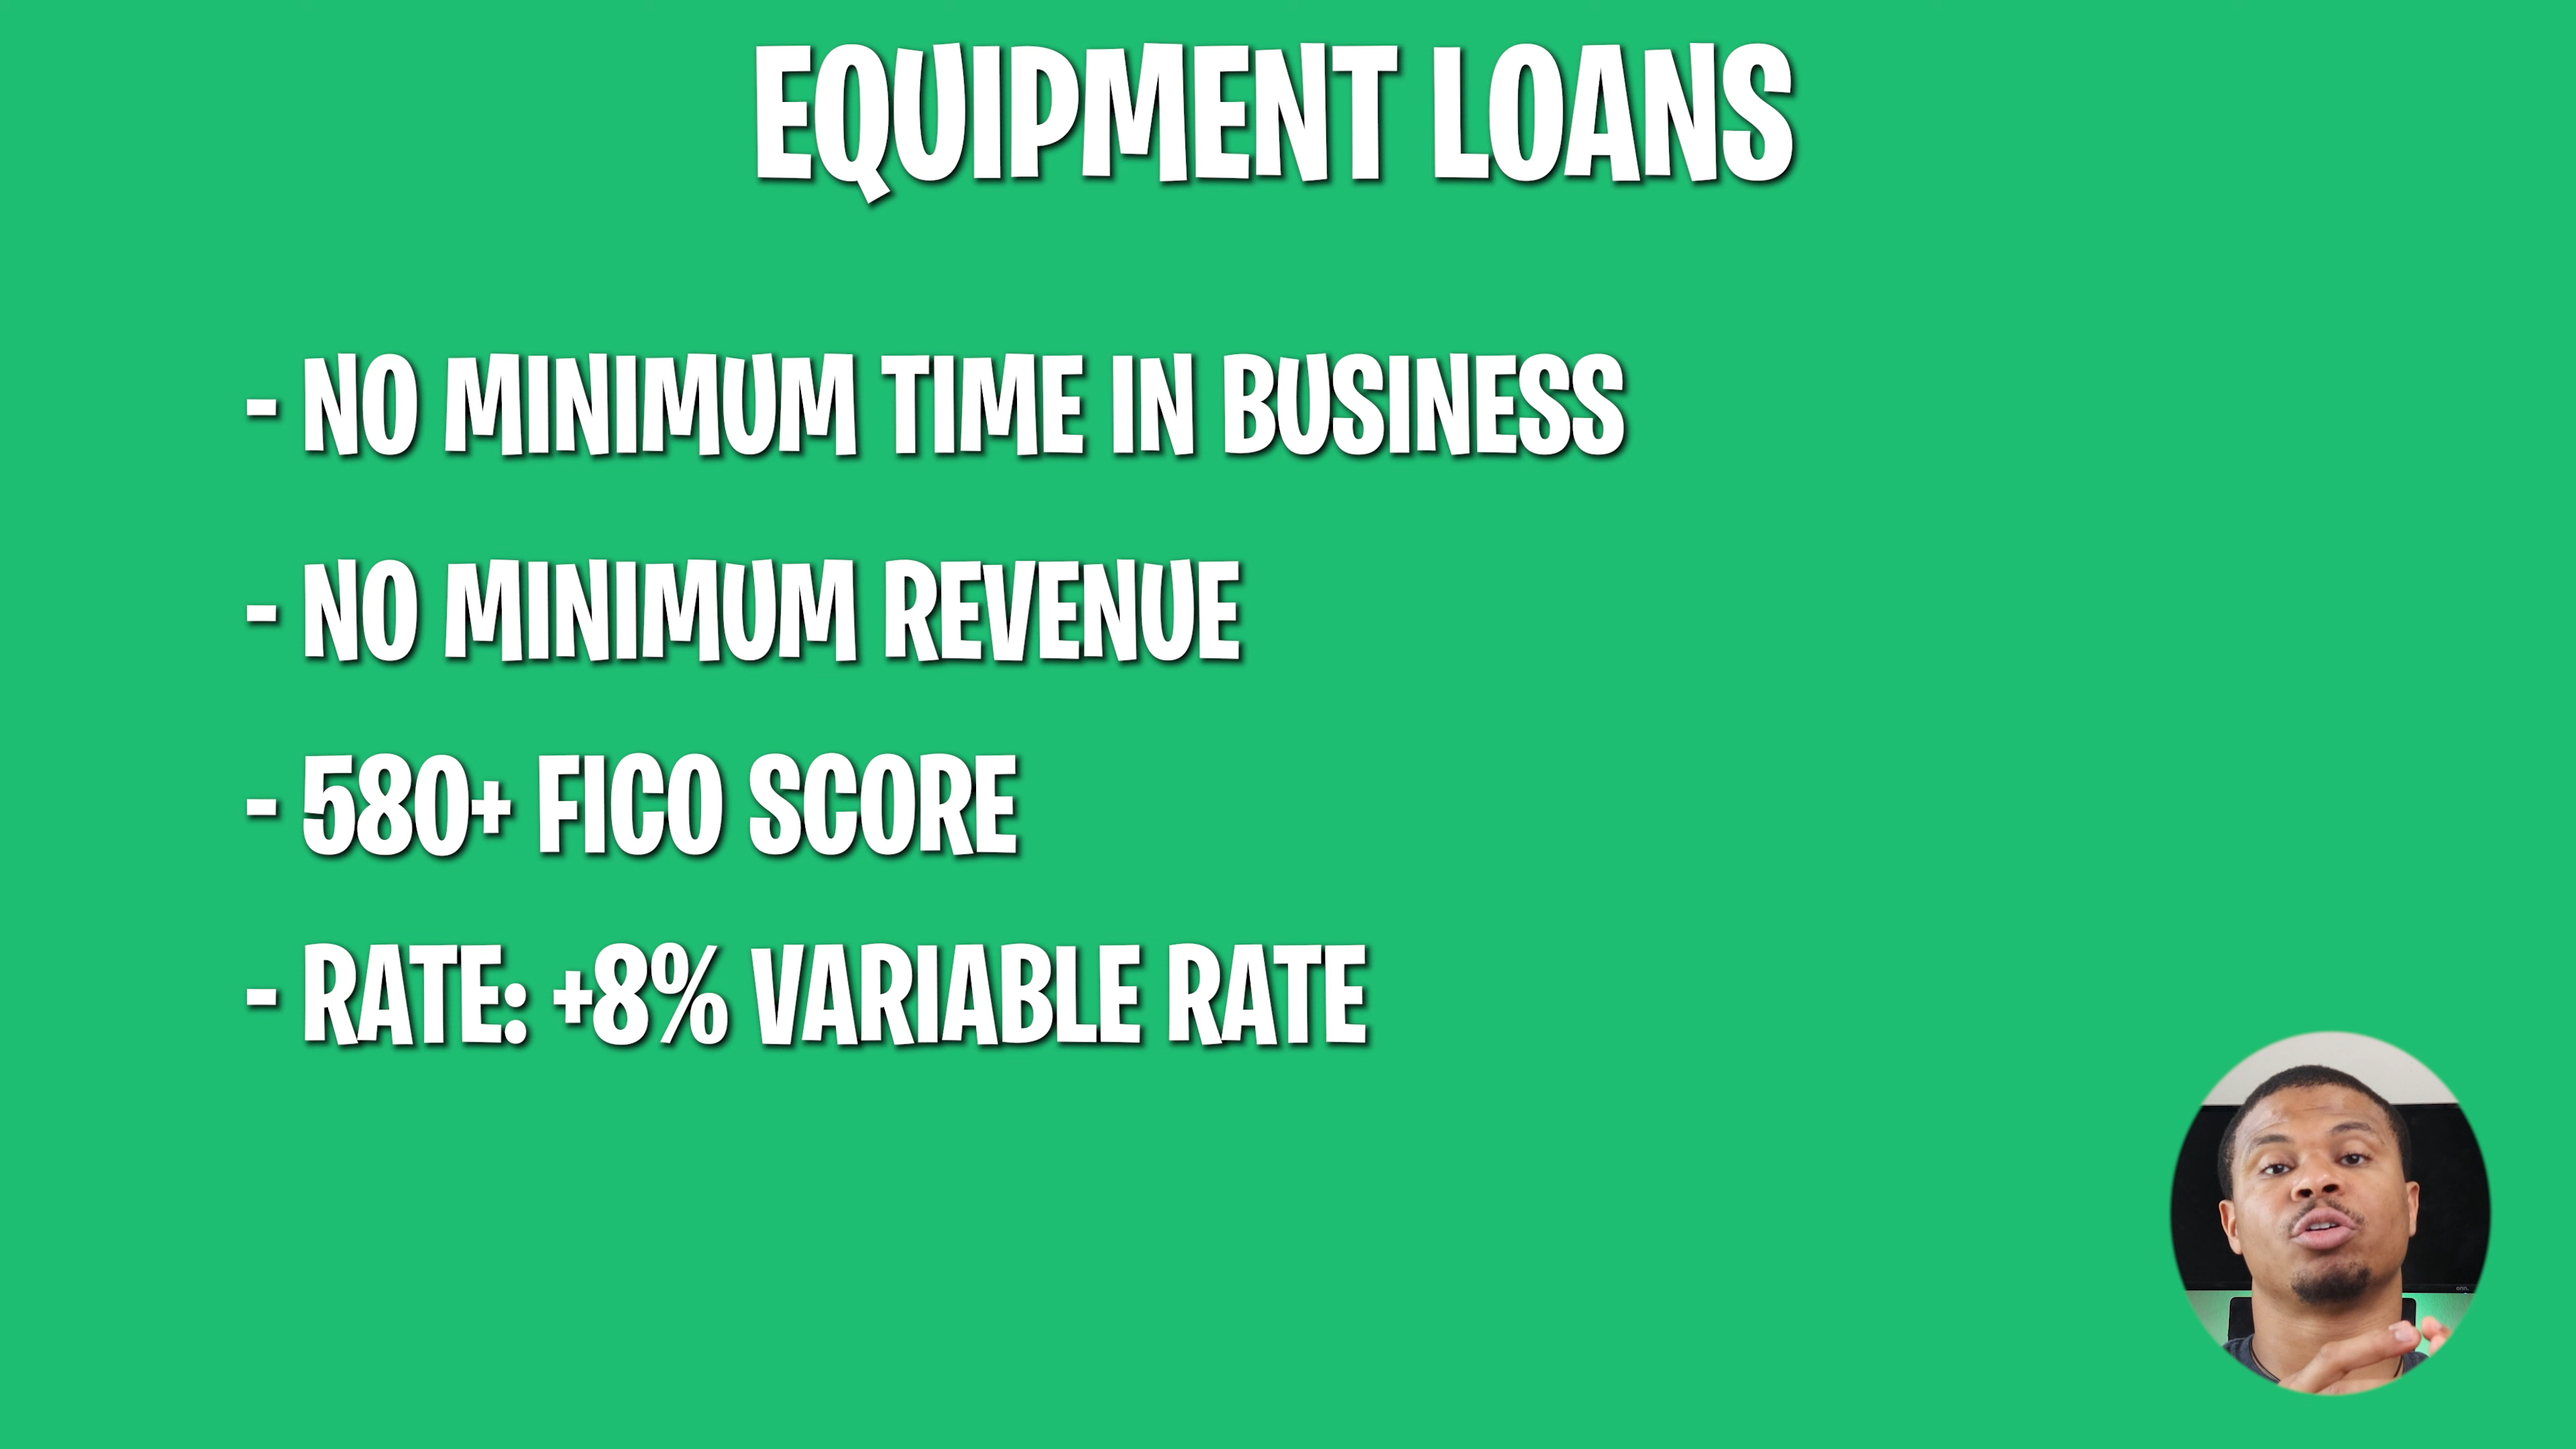 EQUIPMENT LOANS
- NO MINIMUM TIME IN BUSINESS
- NO MINIMUM REVENUE
- 580+ FICO SCORE
- RATE: +8% VARIABLE RATE